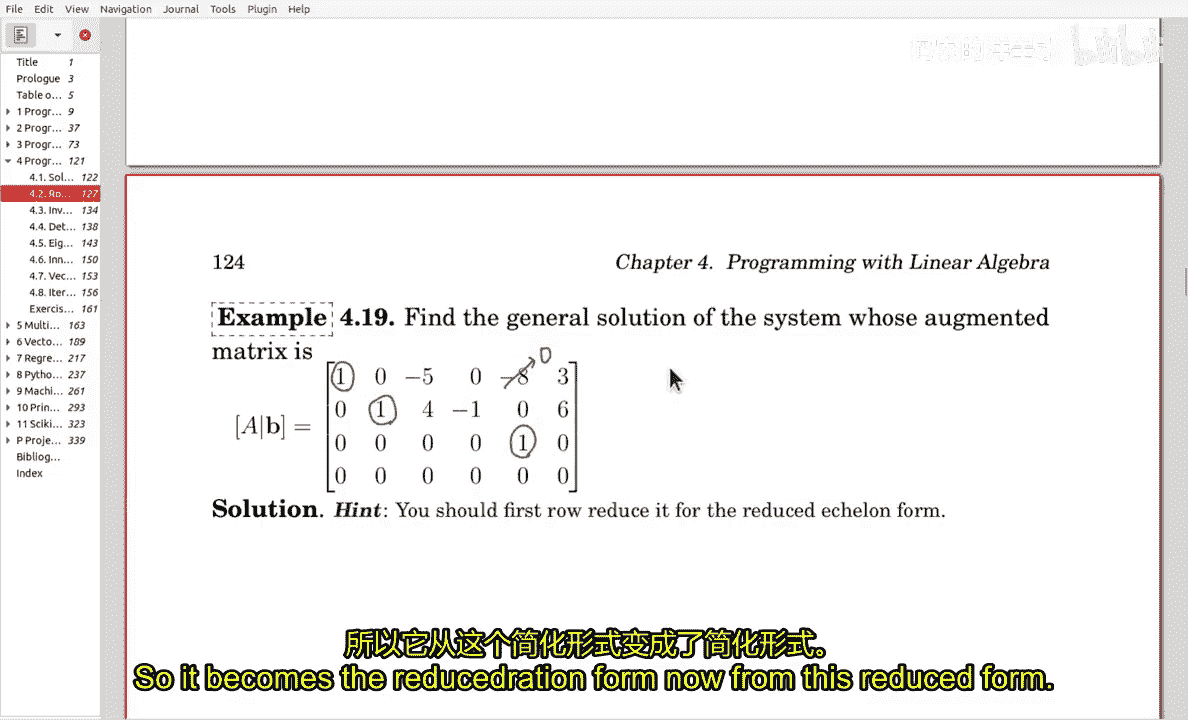 File Edit View Navigation Journal Tools Plugin Help
Title 1
Prologue 3
Table o... 5
1 Progr... 9
2 Progr... 37
3 Progr... 73
4 Progr... 121
4.1. Sol... 122
4.2. Ro... 127
4.3. Inv... 134
4.4. Det... 138
4.5. Eig... 143
4.6. Inn... 150
4.7. Vec... 153
4.8. Iter... 156
Exercis... 161
5 Multi... 163
6 Vecto... 189
7 Regre... 217
8 Pytho... 237
9 Machi... 261
10 Prin... 293
11 Sciki... 323
P Proje... 339
Bibliog...
Index
124 Chapter 4. Programming with Linear Algebra
Example 4.19. Find the general solution of the system whose augmented
matrix is
0
1 0 −5 0 −8 3
0 1 4 −1 0 6
[A|b] =
0 0 0 0 1 0
0 0 0 0 0 0
Solution. Hint: You should first row reduce it for the reduced echelon form.
所以它从这个简化形式变成了简化形式。
So it becomes the reducedration form now from this reduced form.